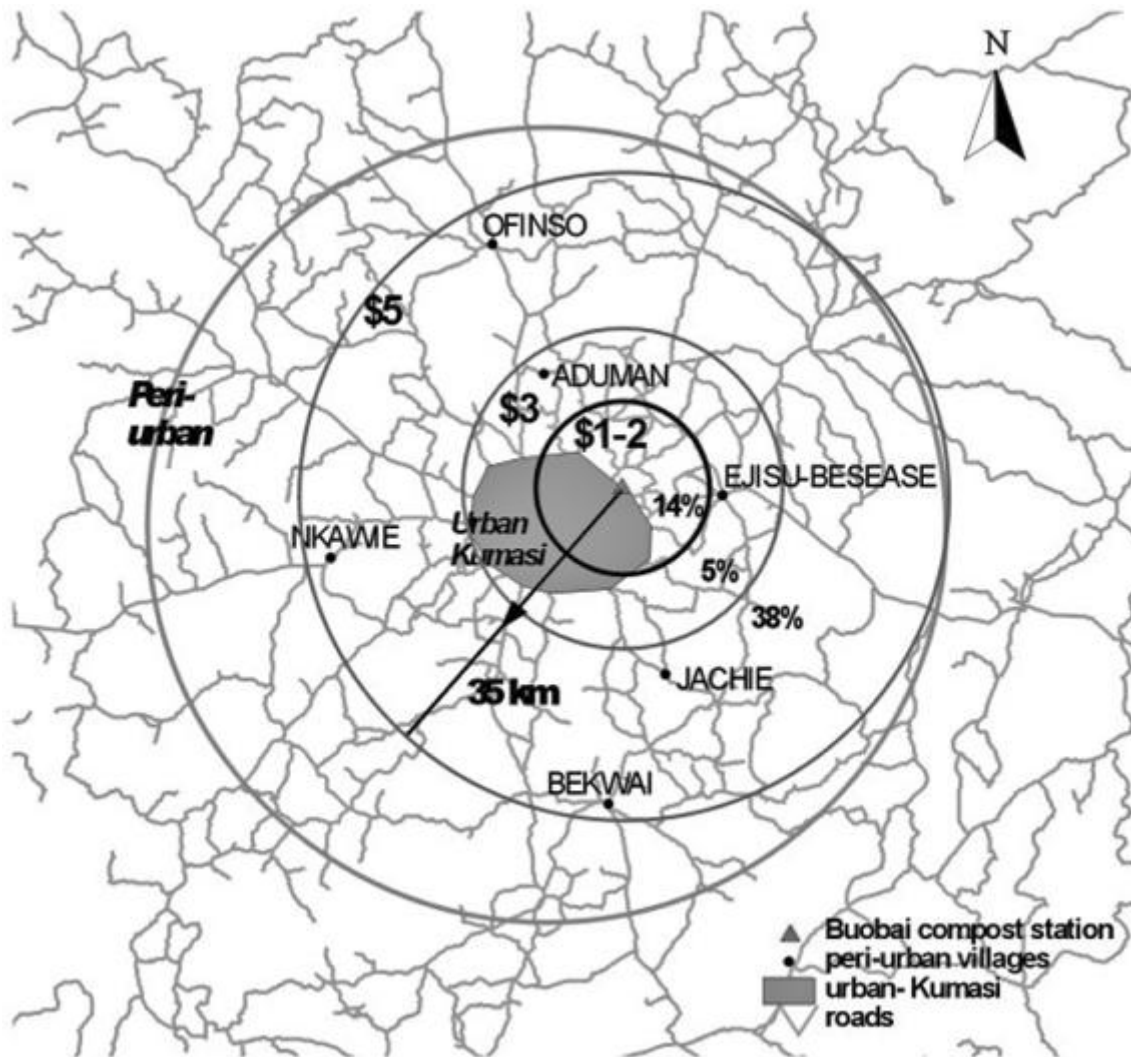 N
OFINSO
$5
ADUMAN
Peri-
urban
$3
$1-2
EJISU-BESEASE
14%
Urban
Kumasi
NKAWIE
5%
38%
JACHIE
35 km
BEKWAI
Buobai compost station
peri-urban villages
urban- Kumasi
roads